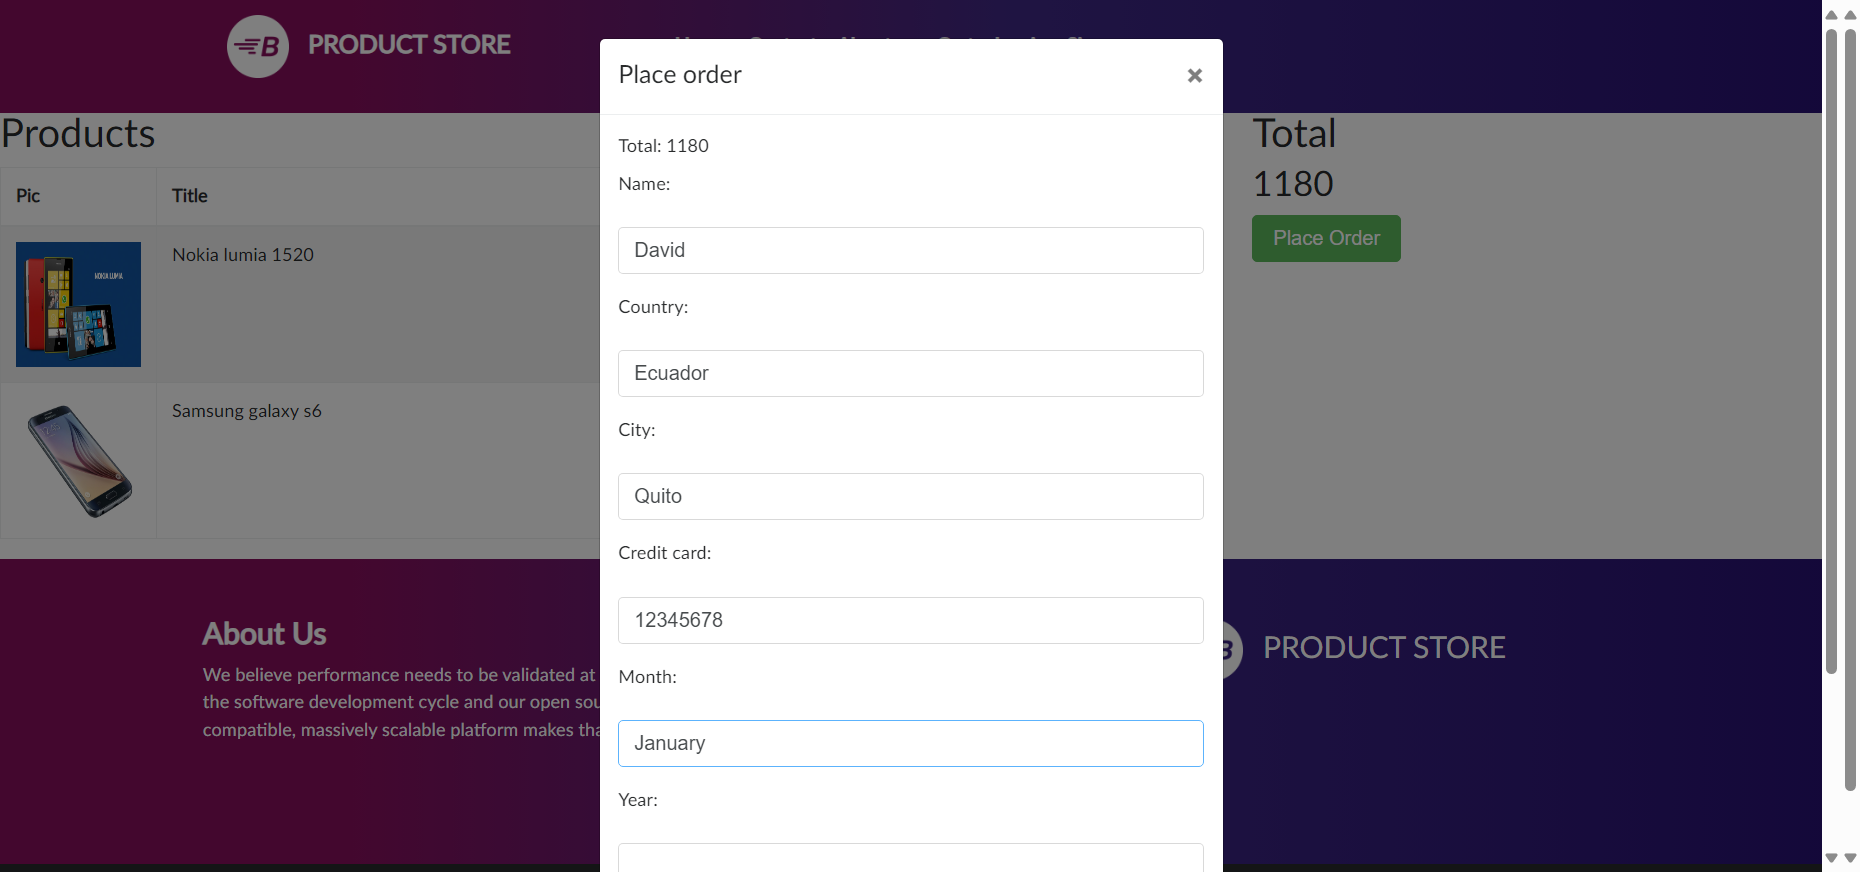 PRODUCT STORE
Place order
×
Products
Total
Total: 1180
1180
Name:
Pic
Title
Place Order
David
Nokia lumia 1520
NOKIA LUMIA
Country:
Ecuador
Samsung galaxy s6
City:
Quito
Credit card:
12345678
About Us
We believe performance needs to be validated at
the software development cycle and our open sou
compatible, massively scalable platform makes tha
PRODUCT STORE
Month:
January
Year: